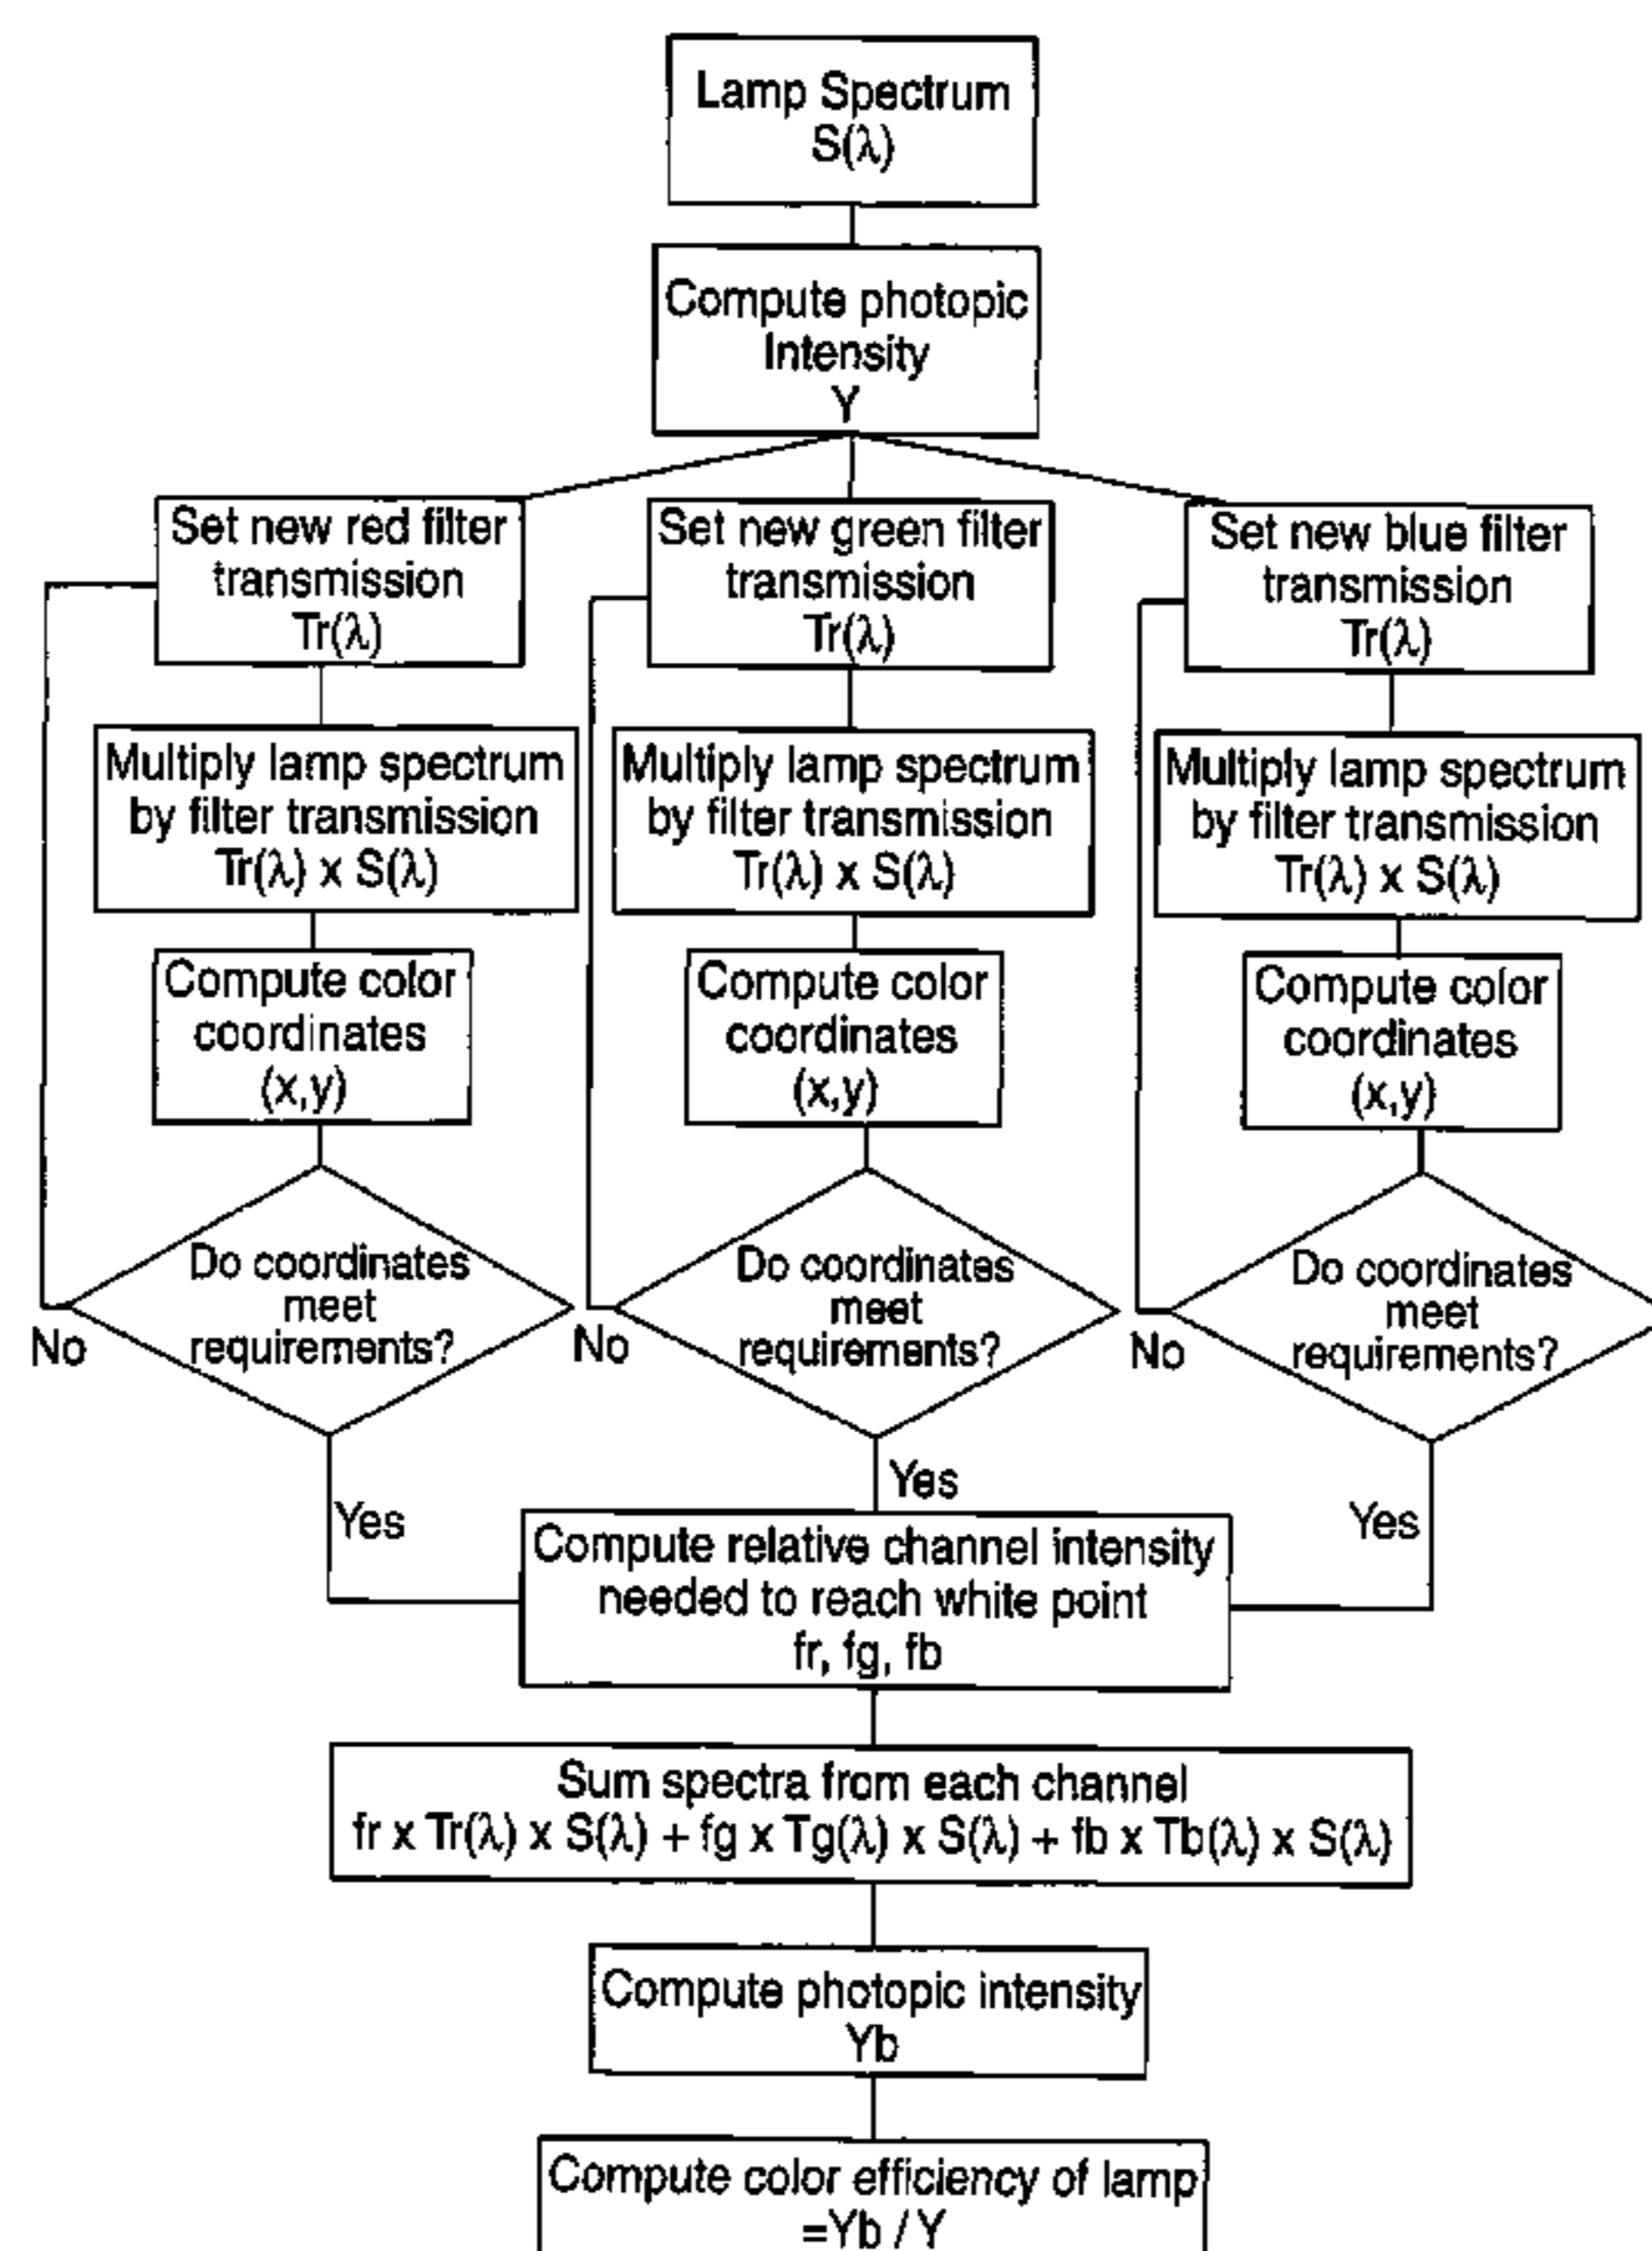 Lamp Spectrum
S(λ)
Compute photopic
Intensity
Y
Set new red filter
transmission
Tr(λ)
Set new green filter
transmission
Tr(λ)
Set new blue filter
transmission
Tr(λ)
Multiply lamp spectrum
by filter transmission
Tr(λ) x S(λ)
Multiply lamp spectrum
by filter transmission
Tr(λ) x S(λ)
Multiply lamp spectrum
by filter transmission
Tr(λ) x S(λ)
Compute color
coordinates
(x,y)
Compute color
coordinates
(x,y)
Compute color
coordinates
(x,y)
Do coordinates
meet
requirements?
No
Do coordinates
meet
requirements?
No
Do coordinates
meet
requirements?
No
Yes
Yes
Yes
Compute relative channel intensity
needed to reach white point
fr, fg, fb
Sum spectra from each channel
fr x Tr(λ) x S(λ) + fg x Tg(λ) x S(λ) + fb x Tb(λ) x S(λ)
Compute photopic intensity
Yb
Compute color efficiency of lamp
=Yb / Y